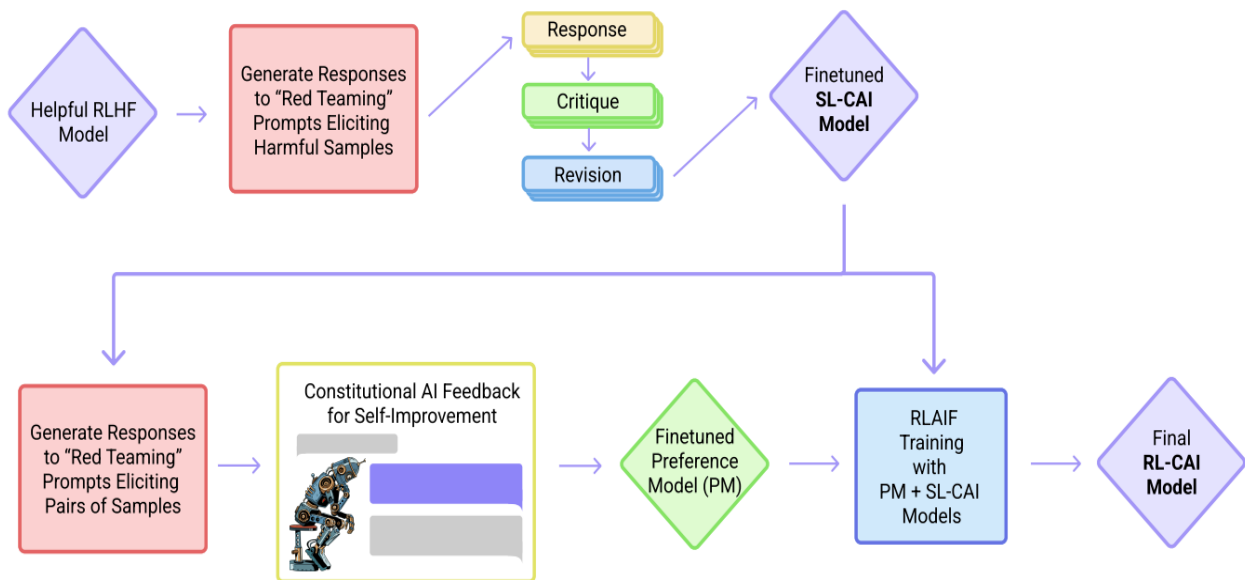 Helpful RLHF
Model
Generate Responses
to “Red Teaming”
Prompts Eliciting
Harmful Samples
Response
Critique
Revision
Finetuned
SL-CAI
Model
Generate Responses
to “Red Teaming”
Prompts Eliciting
Pairs of Samples
Constitutional AI Feedback
for Self-Improvement
Finetuned
Preference
Model (PM)
RLAIF
Training
with
PM + SL-CAI
Models
Final
RL-CAI
Model